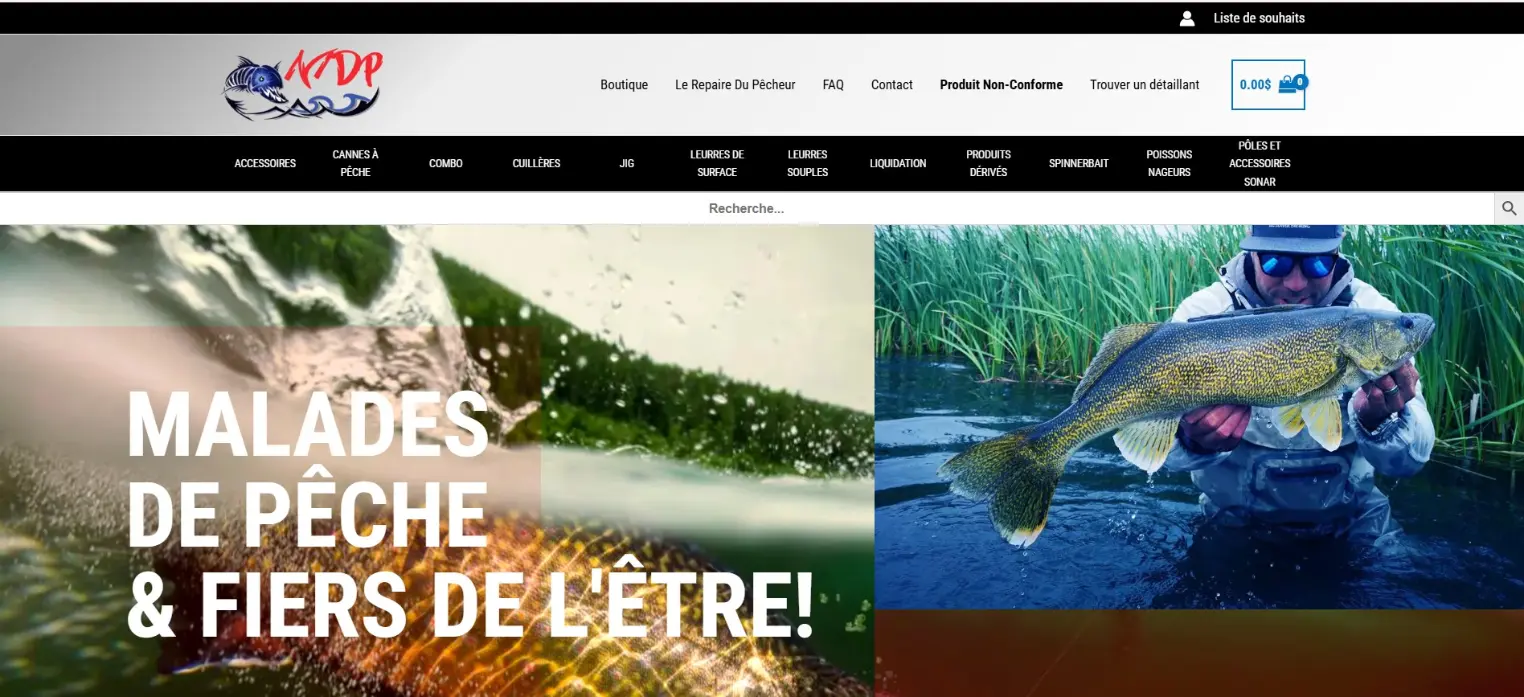 Liste de souhaits
NTDP
Boutique
Le Repaire Du Pêcheur
FAQ
Contact
Produit Non-Conforme
Trouver un détaillant
0.00$
0
ACCESSOIRES
CANNES À
PÊCHE
COMBO
CUILLÈRES
JIG
LEURRES DE
SURFACE
LEURRES
SOUPLES
LIQUIDATION
PRODUITS
DÉRIVÉS
SPINNERBAIT
POISSONS
NAGEURS
PÔLES ET
ACCESSOIRES
SONAR
Recherche...
MALADES
DE PÊCHE
& FIERS DE L'ÊTRE!